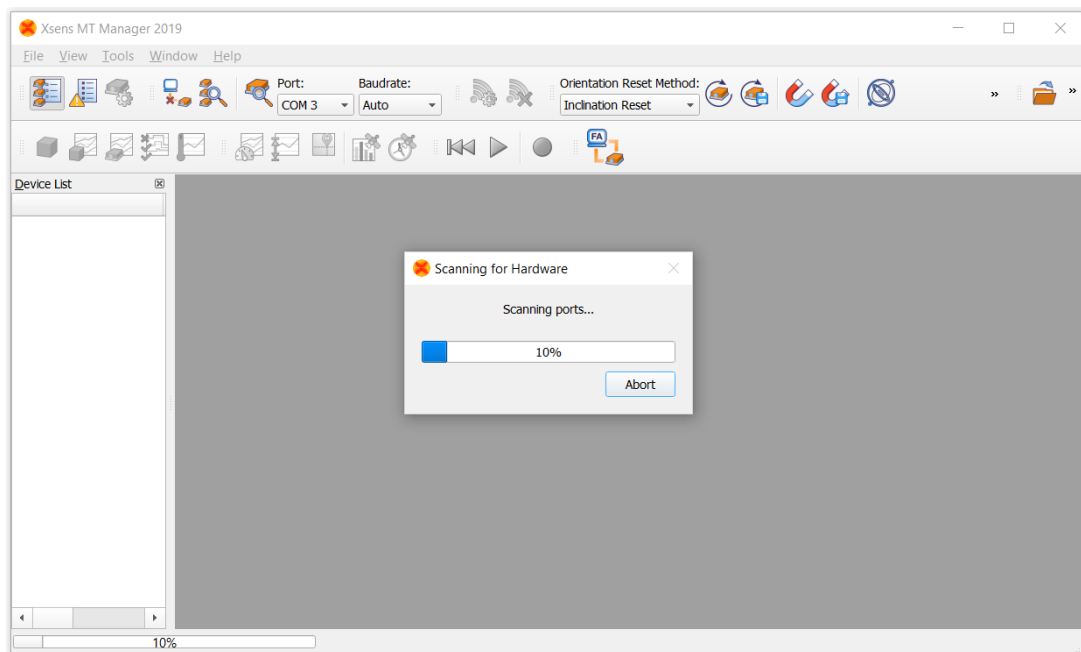 Xsens MT Manager 2019
File View Tools Window Help
Port: Baudrate: Orientation Reset Method:
COM 3 Auto Inclination Reset » »
FA
Device List
Scanning for Hardware
Scanning ports...
10%
Abort
10%